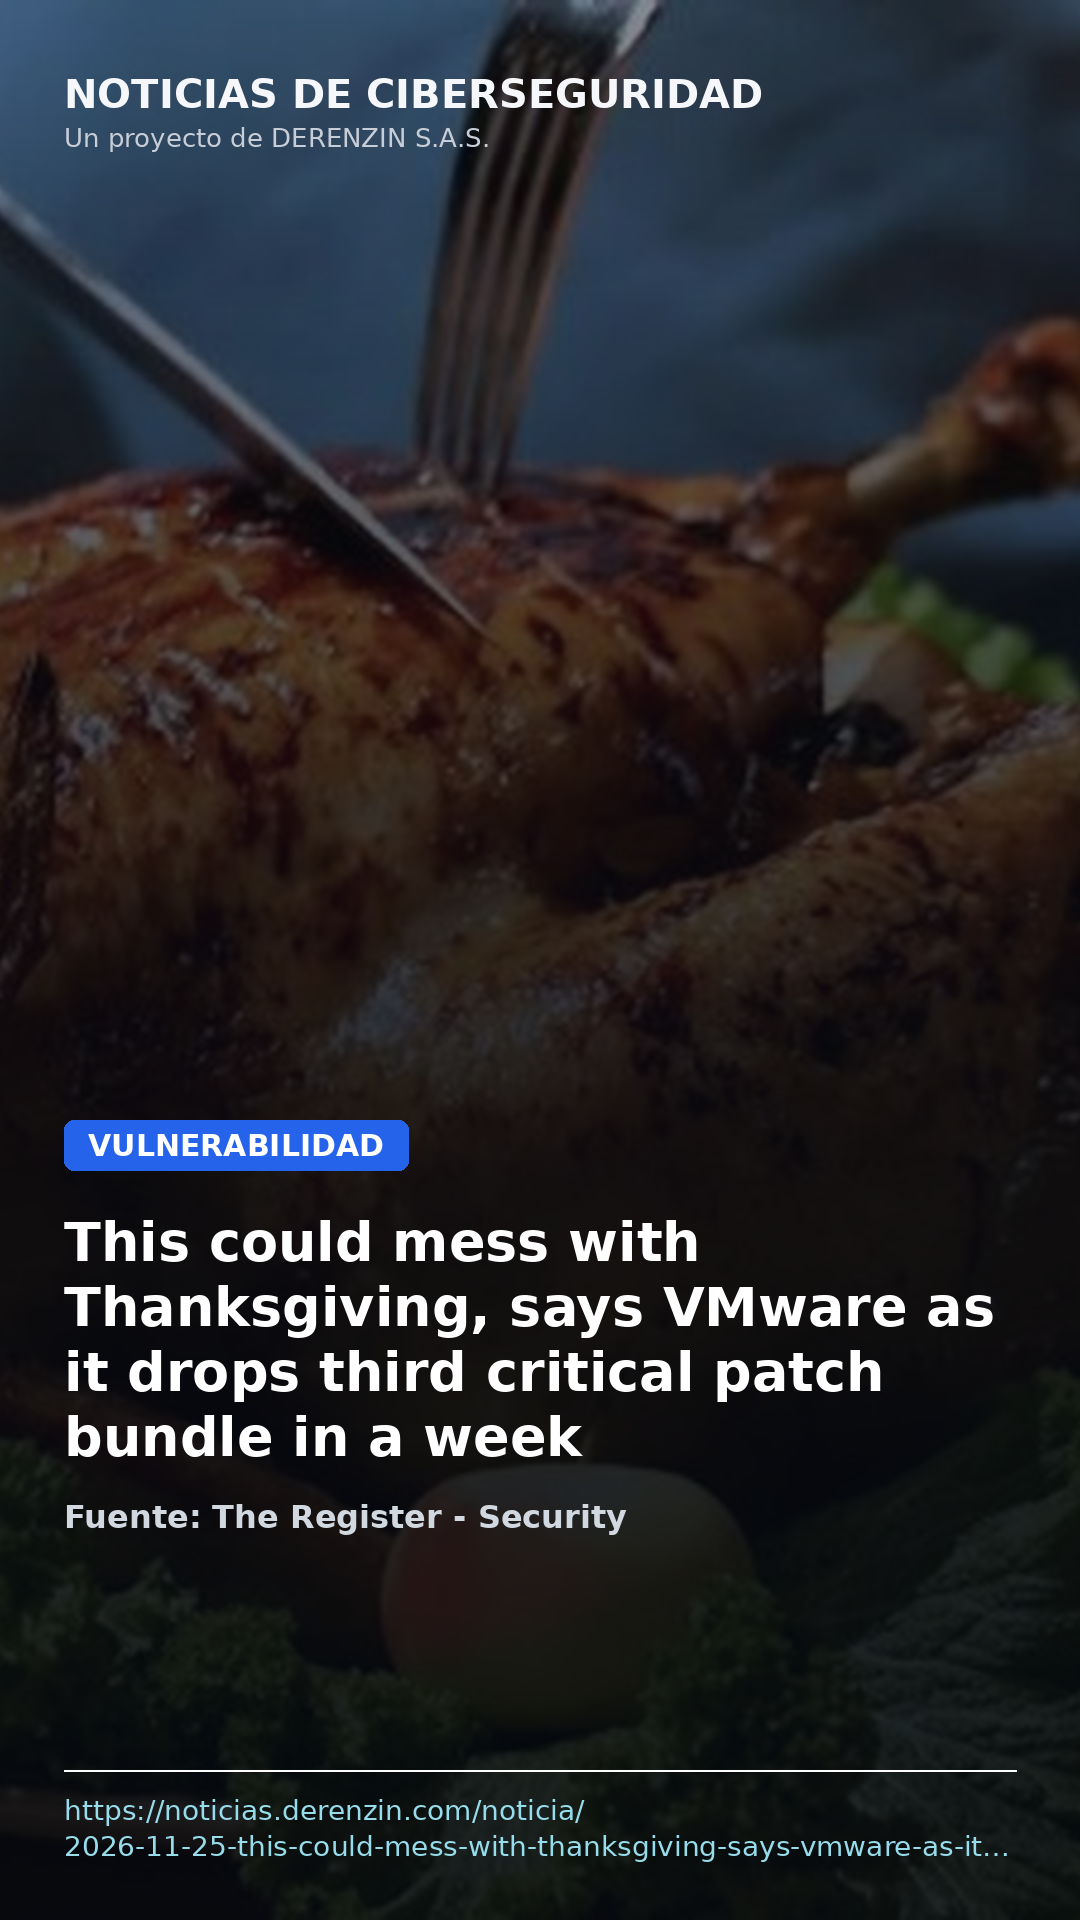 NOTICIAS DE CIBERSEGURIDAD
Un proyecto de DERENZIN S.A.S.
VULNERABILIDAD
This could mess with
Thanksgiving, says VMware as
it drops third critical patch
bundle in a week
Fuente: The Register - Security
https://noticias.derenzin.com/noticia/
2026-11-25-this-could-mess-with-thanksgiving-says-vmware-as-it…